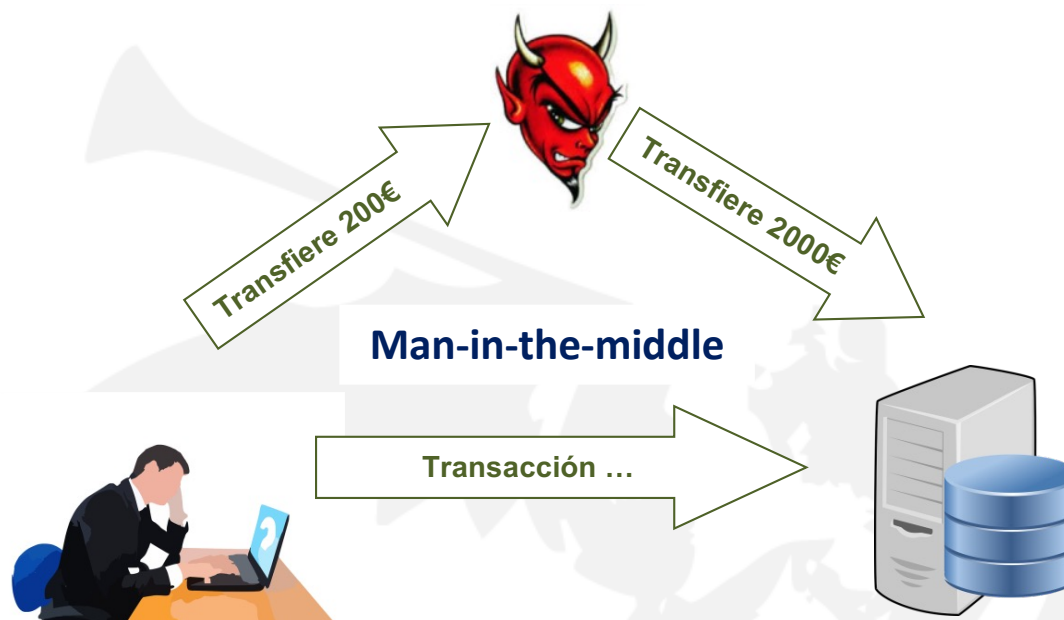 Transfiere 200€
Transfiere 2000€
Man-in-the-middle
Transacción ...